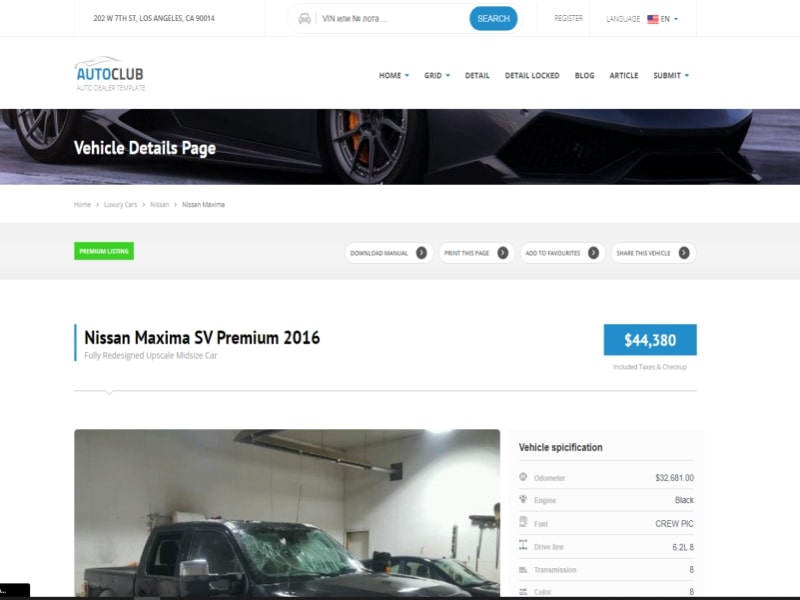 202 W 7TH ST, LOS ANGELES, CA, 90014
VIN или № лота ...
SEARCH
REGISTER
LANGUAGE
EN
AUTOCLUB
AUTO DEALER TEMPLATE
HOME
GRID
DETAIL
DETAIL LOCKED
BLOG
ARTICLE
SUBMIT
Vehicle Details Page
Home > Luxury Cars > Nissan > Nissan Maxima
PREMIUM LISTING
DOWNLOAD MANUAL
PRINT THIS PAGE
ADD TO FAVOURITES
SHARE THIS VEHICLE
Nissan Maxima SV Premium 2016
Fully Redesigned Upscale Midsize Car
$44,380
Included Taxes & Checkup
Vehicle spicification
Odometer $32,681.00
Engine Black
Fuel CREW PIC
Drive line 6.2L 8
Transmission 8
Color 8